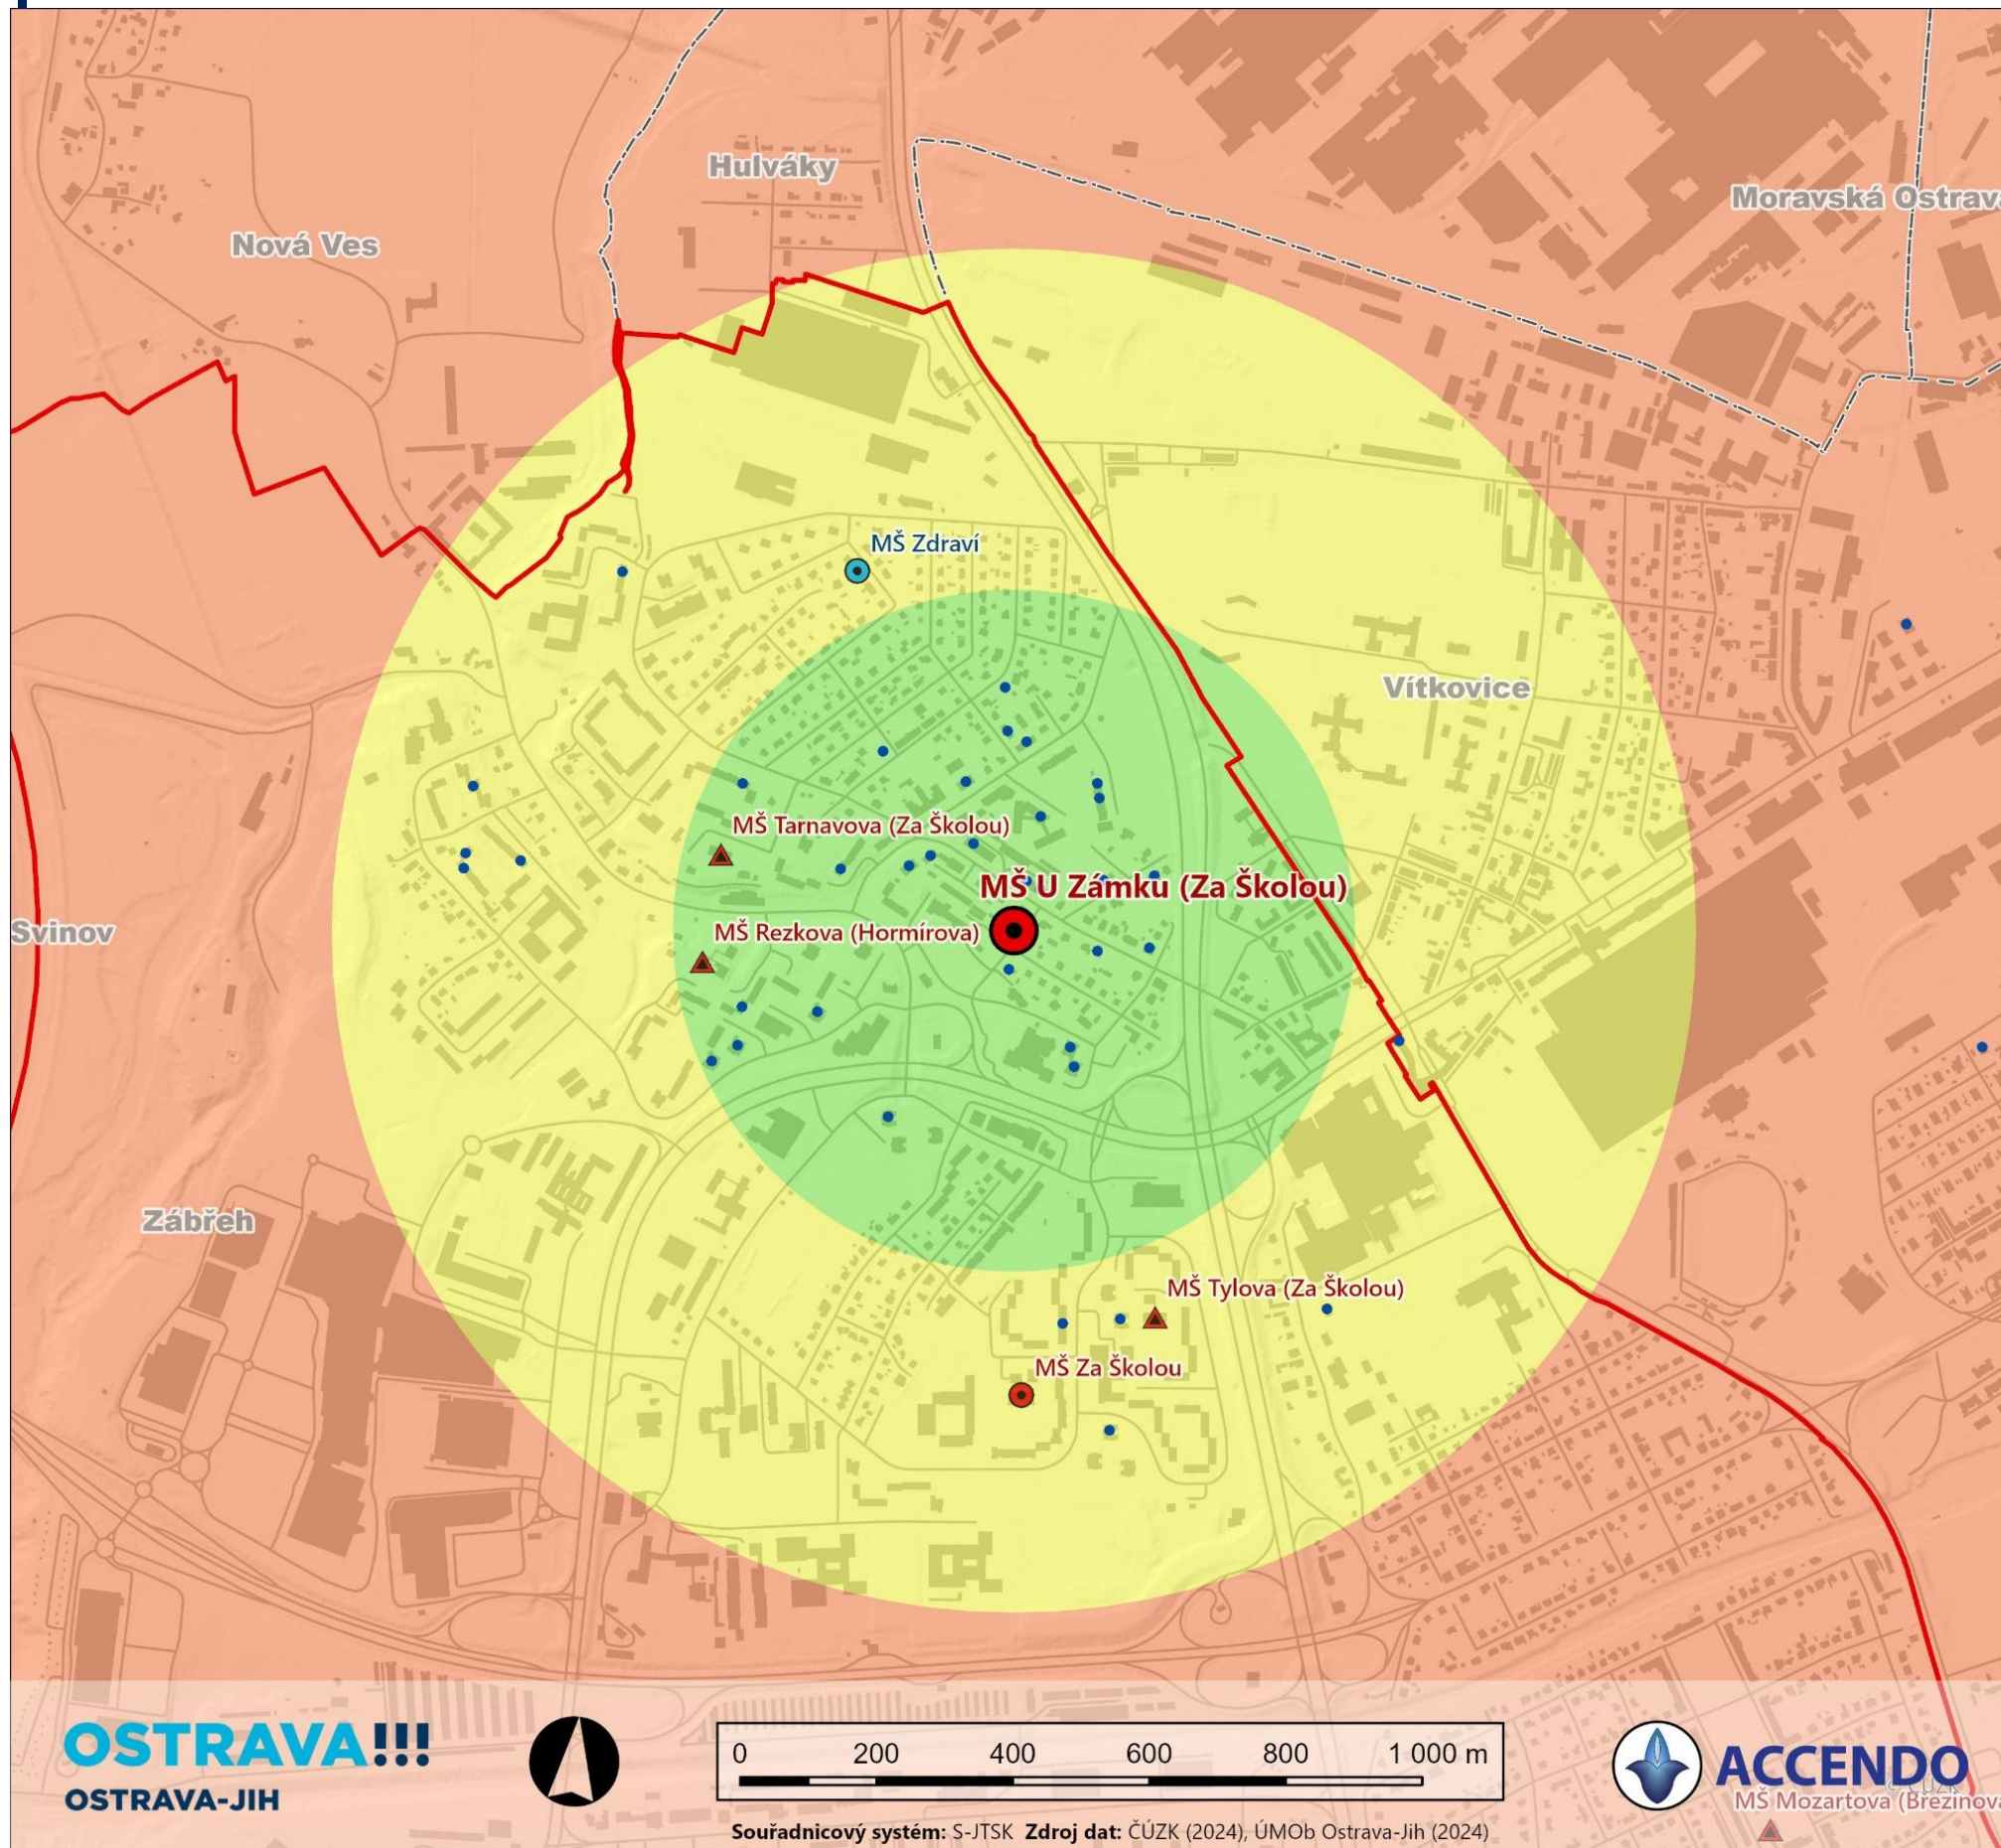 Hulváky
Moravská Ostrava
Nová Ves
MŠ Zdraví
Vítkovice
MŠ Tarnavova (Za Školou)
MŠ U Zámku (Za Školou)
MŠ Rezkova (Hormírova)
Svinov
Zábřeh
MŠ Tylova (Za Školou)
MŠ Za Školou
OSTRAVA!!!
OSTRAVA-JIH
0 200 400 600 800 1 000 m
ACCENDO
© ČÚZK
MŠ Mozartova (Březinova
Souřadnicový systém: S-JTSK Zdroj dat: ČÚZK (2024), ÚMOb Ostrava-Jih (2024)